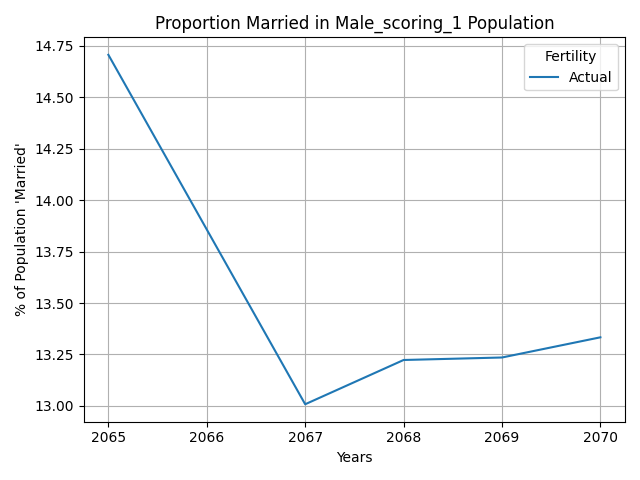 Proportion Married in Male_scoring_1 Population
Fertility
Actual
% of Population 'Married'
14.75
14.50
14.25
14.00
13.75
13.50
13.25
13.00
2065 2066 2067 2068 2069 2070
Years